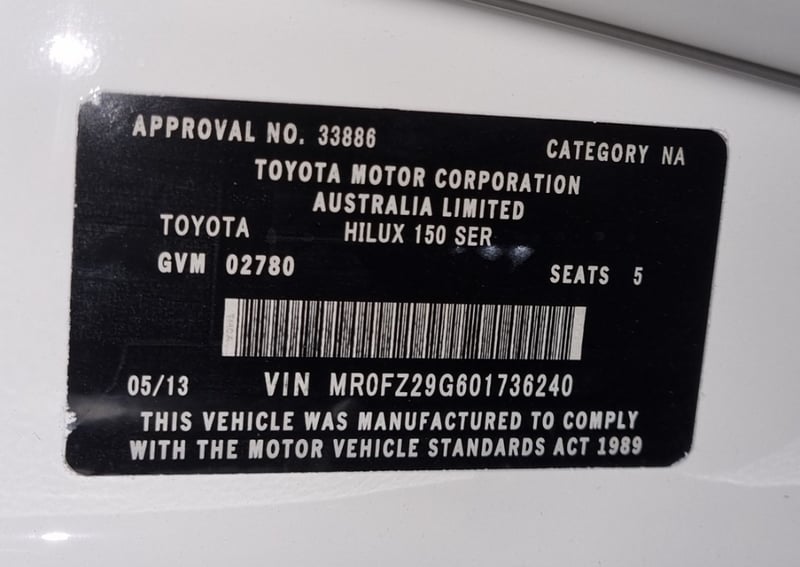 APPROVAL NO. 33886 CATEGORY NA
TOYOTA MOTOR CORPORATION
AUSTRALIA LIMITED
TOYOTA HILUX 150 SER
GVM 02780 SEATS 5
05/13 VIN MR0FZ29G601736240
THIS VEHICLE WAS MANUFACTURED TO COMPLY
WITH THE MOTOR VEHICLE STANDARDS ACT 1989